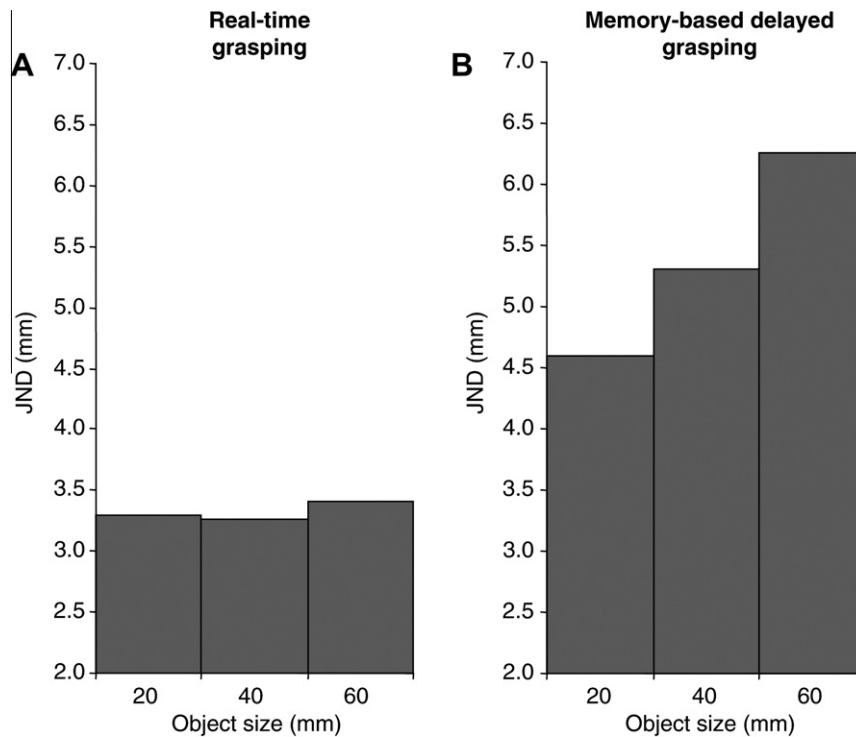 Real-time
grasping
A
7.0
6.5
6.0
5.5
5.0
4.5
4.0
3.5
3.0
2.5
2.0
JND (mm)
20 40 60
Object size (mm)
Memory-based delayed
grasping
B
7.0
6.5
6.0
5.5
5.0
4.5
4.0
3.5
3.0
2.5
2.0
JND (mm)
20 40 60
Object size (mm)